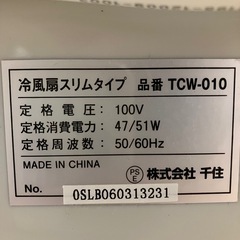 冷風扇スリムタイプ 品番 TCW-010
定格電圧：100V
定格消費電力：47/51W
定格周波数：50/60Hz
MADE IN CHINA
PSE 株式会社 千住
No. 0SLB060313231